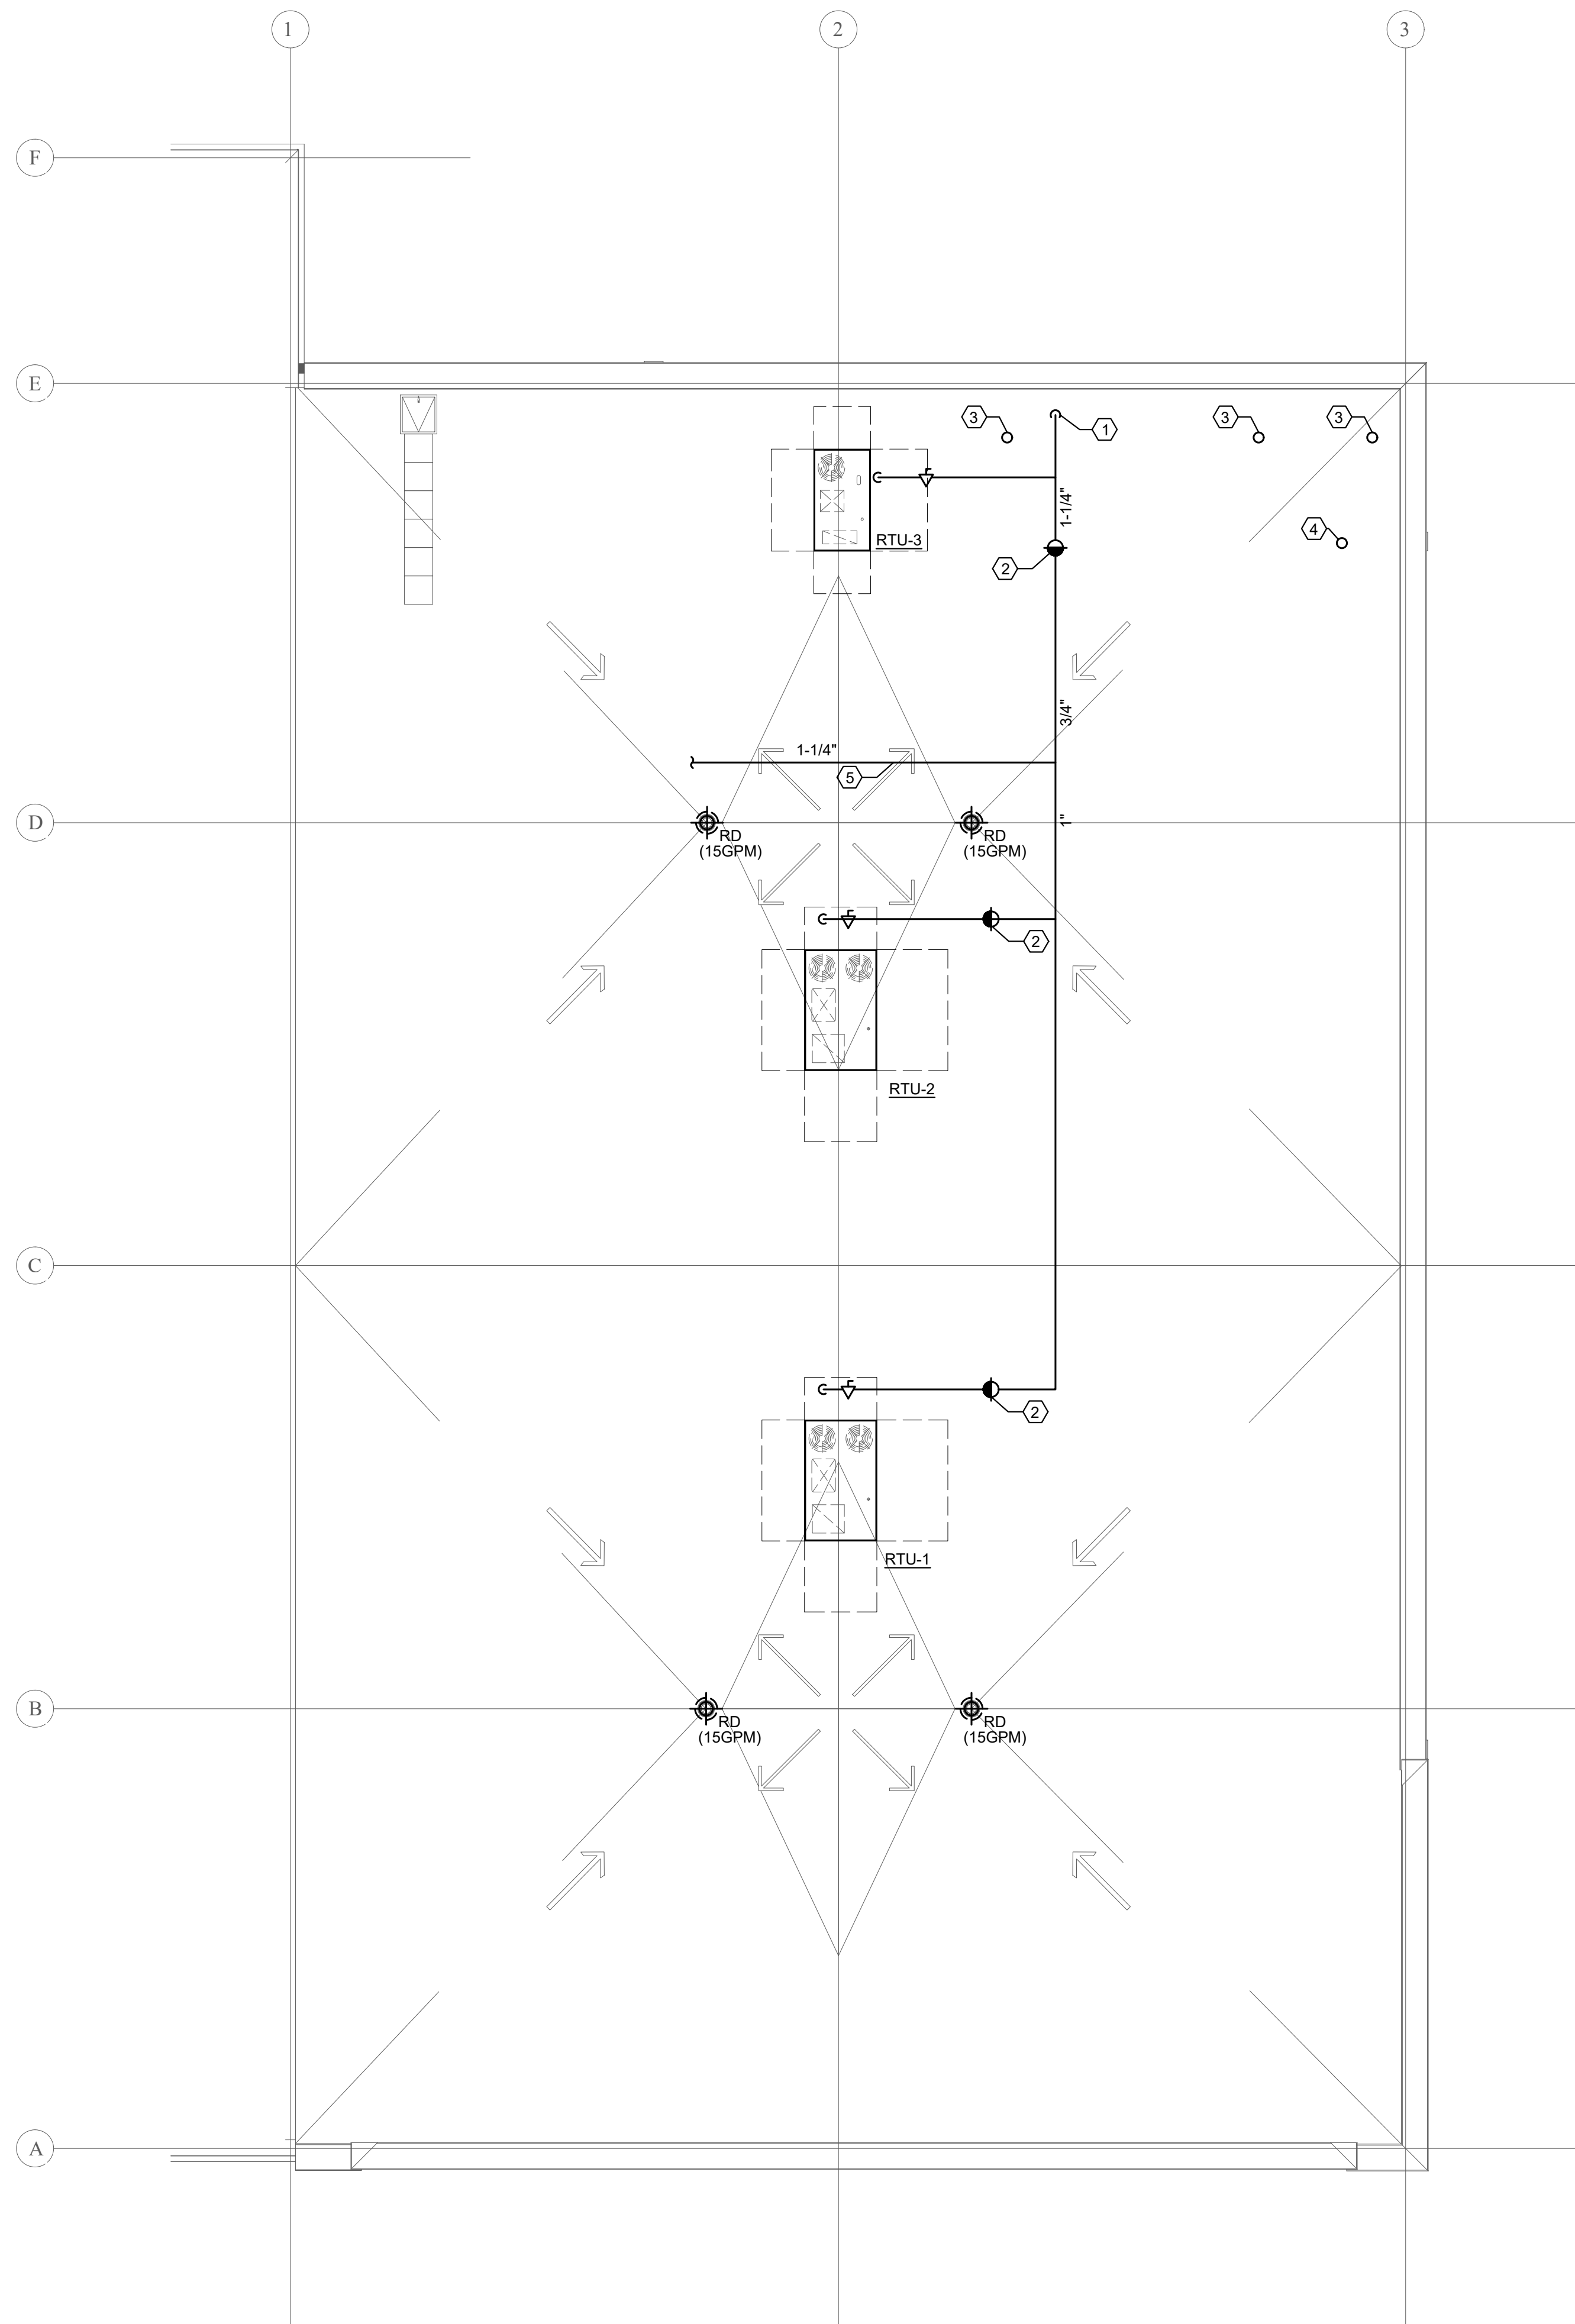 1
2
3
F
E
3
1
3
3
4
1-1/4"
RTU-3
2
3/4"
1-1/4"
5
D
1"
RD
(15GPM)
RD
(15GPM)
2
RTU-2
C
2
RTU-1
B
RD
(15GPM)
RD
(15GPM)
A